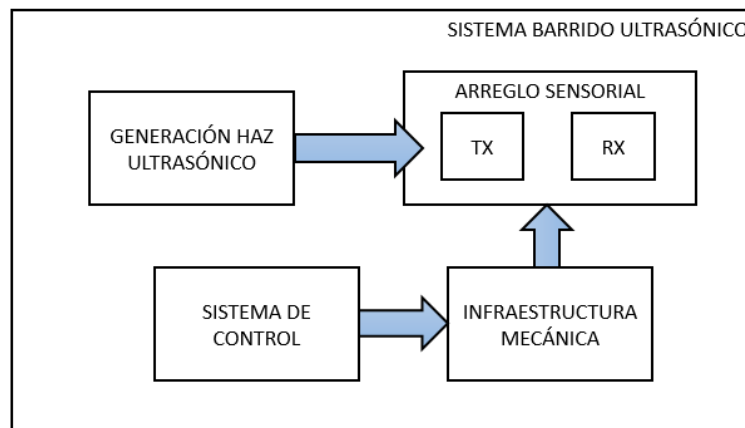 SISTEMA BARRIDO ULTRASÓNICO
ARREGLO SENSORIAL
GENERACIÓN HAZ
ULTRASÓNICO
TX
RX
SISTEMA DE
CONTROL
INFRAESTRUCTURA
MECÁNICA